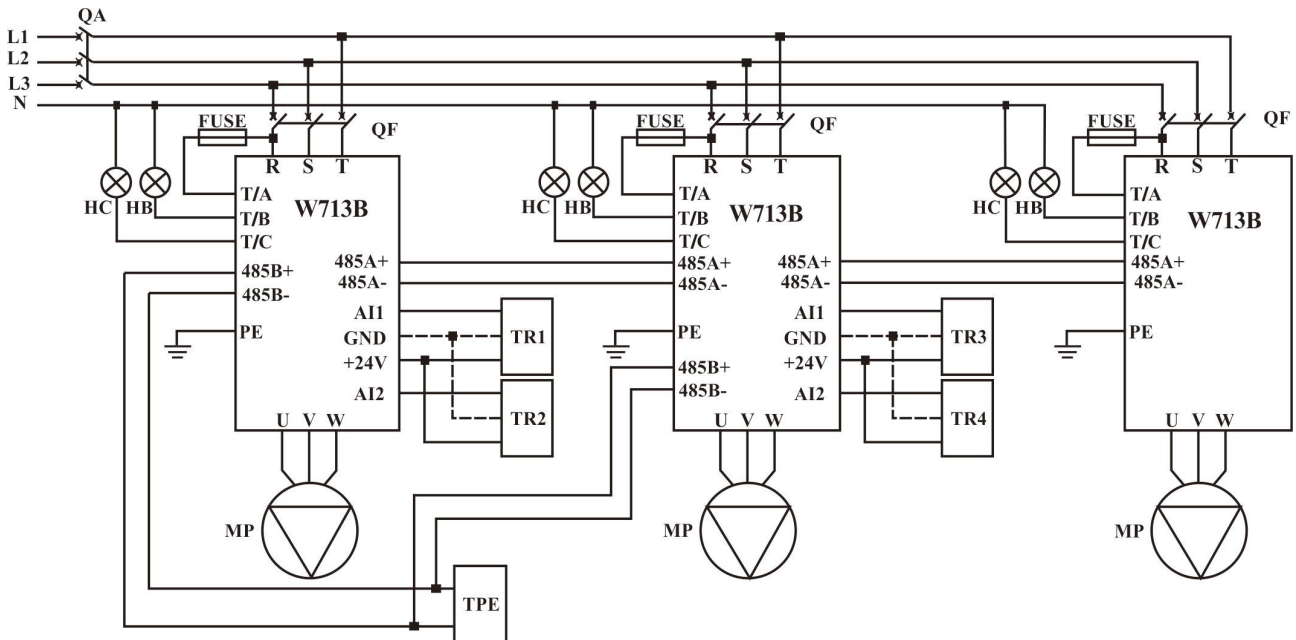 QA
L1
L2
L3
N
FUSE
QF
FUSE
QF
FUSE
QF
R S T
R S T
R S T
HC HB
T/A
T/B
T/C
W713B
485B+
485B-
PE
485A+
485A-
AI1
GND
+24V
AI2
U V W
TR1
TR2
MP
HC HB
T/A
T/B
T/C
W713B
485A+
485A-
PE
485B+
485B-
485A+
485A-
AI1
GND
+24V
AI2
U V W
TR3
TR4
MP
HC HB
T/A
T/B
T/C
W713B
485A+
485A-
PE
U V W
MP
TPE